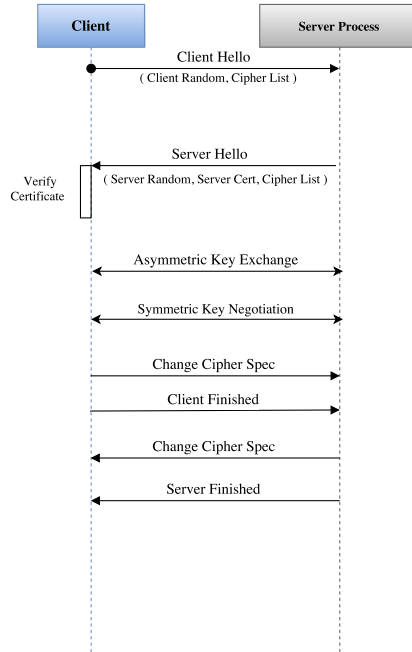 Client
Server Process
Client Hello
( Client Random, Cipher List )
Server Hello
( Server Random, Server Cert, Cipher List )
Verify
Certificate
Asymmetric Key Exchange
Symmetric Key Negotiation
Change Cipher Spec
Client Finished
Change Cipher Spec
Server Finished